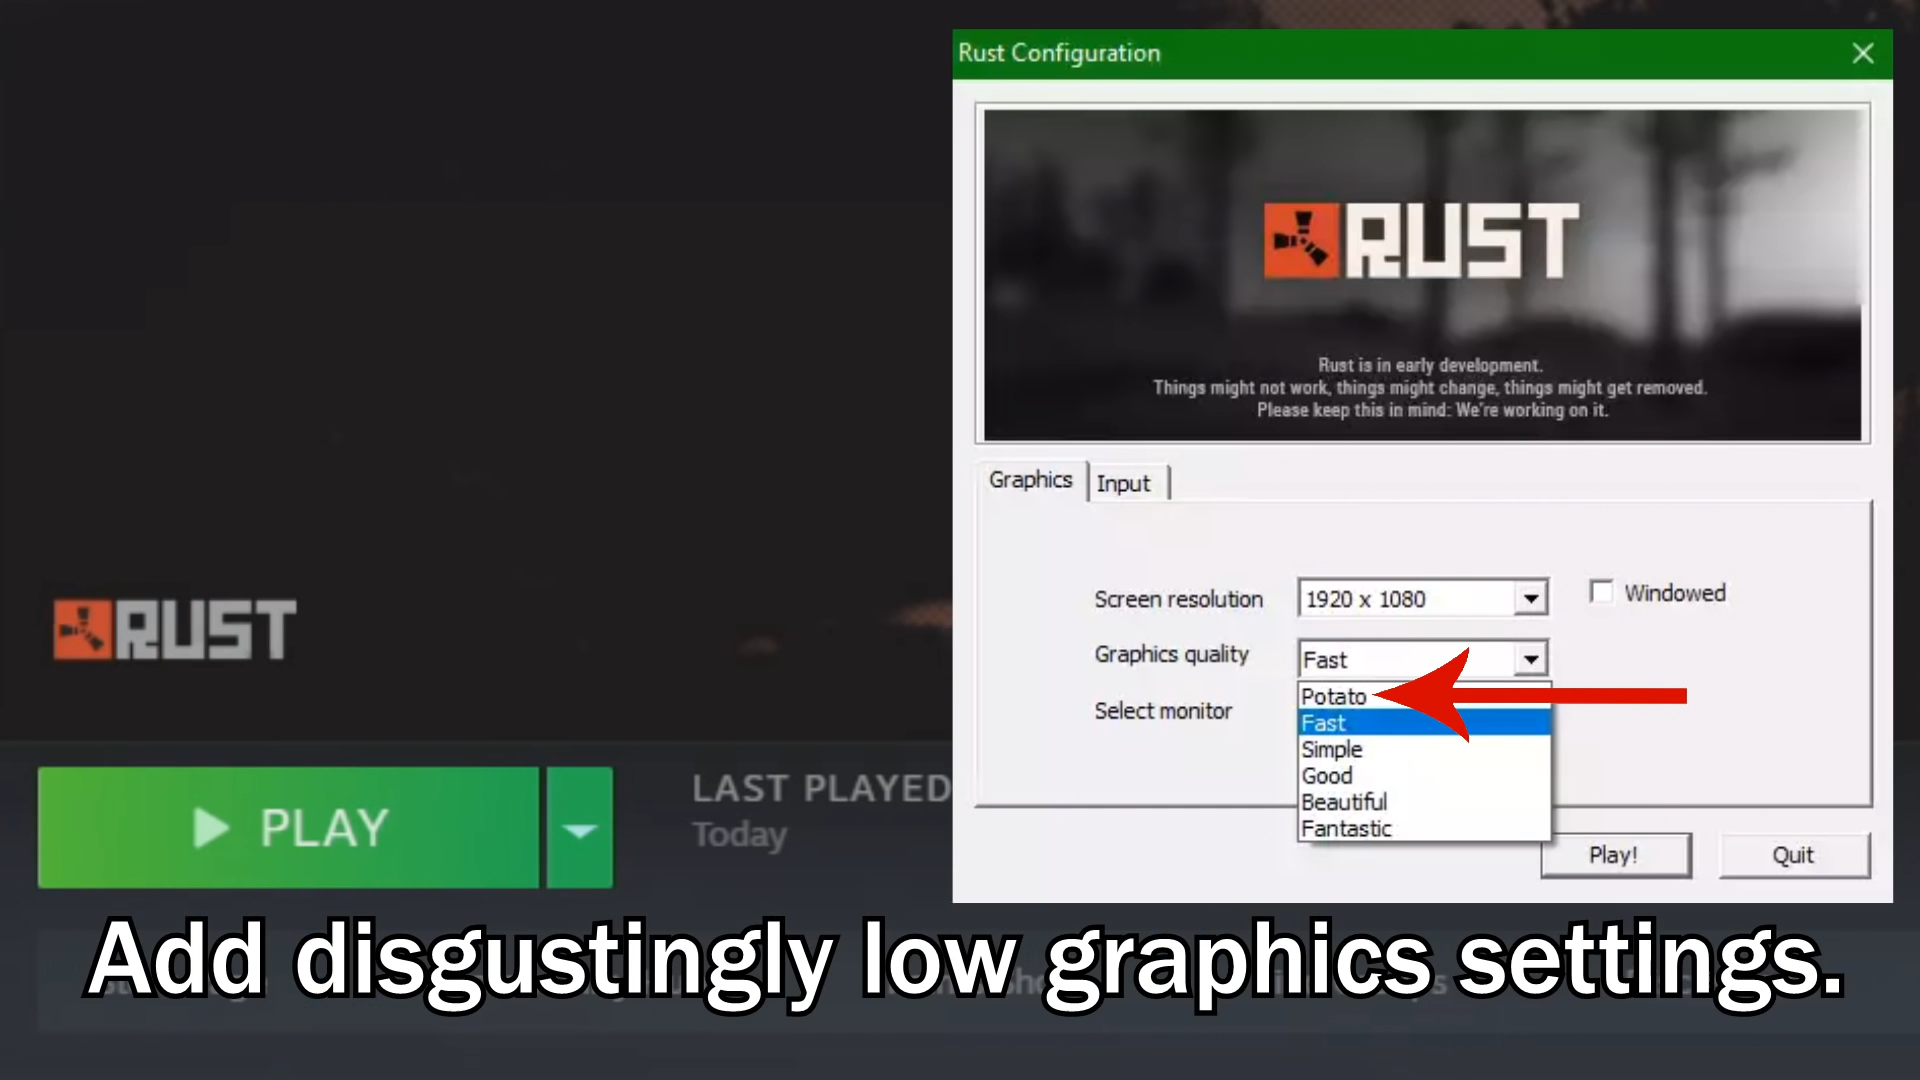 Rust Configuration
RUST
Rust is in early development.
Things might not work, things might change, things might get removed.
Please keep this in mind: We're working on it.
Graphics Input
Screen resolution 1920 x 1080 Windowed
Graphics quality Fast
Potato
Select monitor
Fast
Simple
Good
Beautiful
Fantastic
Play! Quit
RUST
PLAY
LAST PLAYED
Today
Add disgustingly low graphics settings.